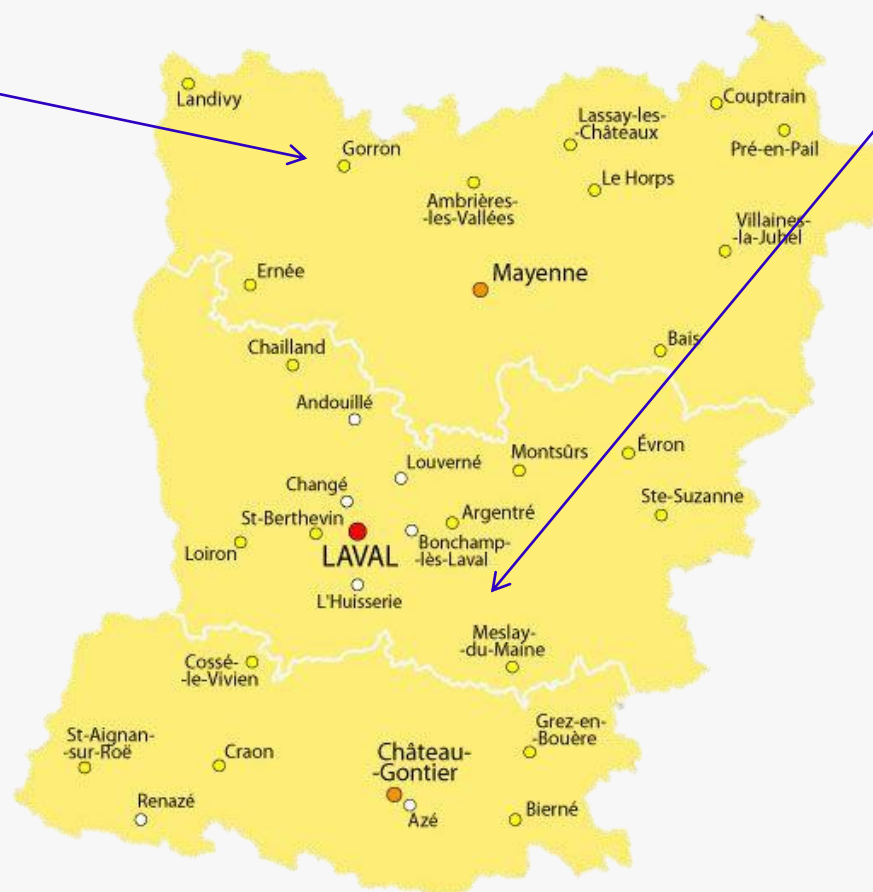 Landivy
Couptrain
Lassay-les-
-Châteaux
Pré-en-Pail
Gorron
Le Horps
Ambrières-
-les-Vallées
Villaines-
-la-Juhel
Ernée
Mayenne
Bais
Chailland
Andouillé
Louverné
Montsûrs
Évron
Changé
Ste-Suzanne
St-Berthevin
Argentré
Loiron
LAVAL
Bonchamp-
-lès-Laval
L'Huisserie
Meslay-
-du-Maine
Cossé-
-le-Vivien
Grez-en-
-Bouère
St-Aignan-
-sur-Roë
Craon
Château-
-Gontier
Renazé
Azé
Bierné